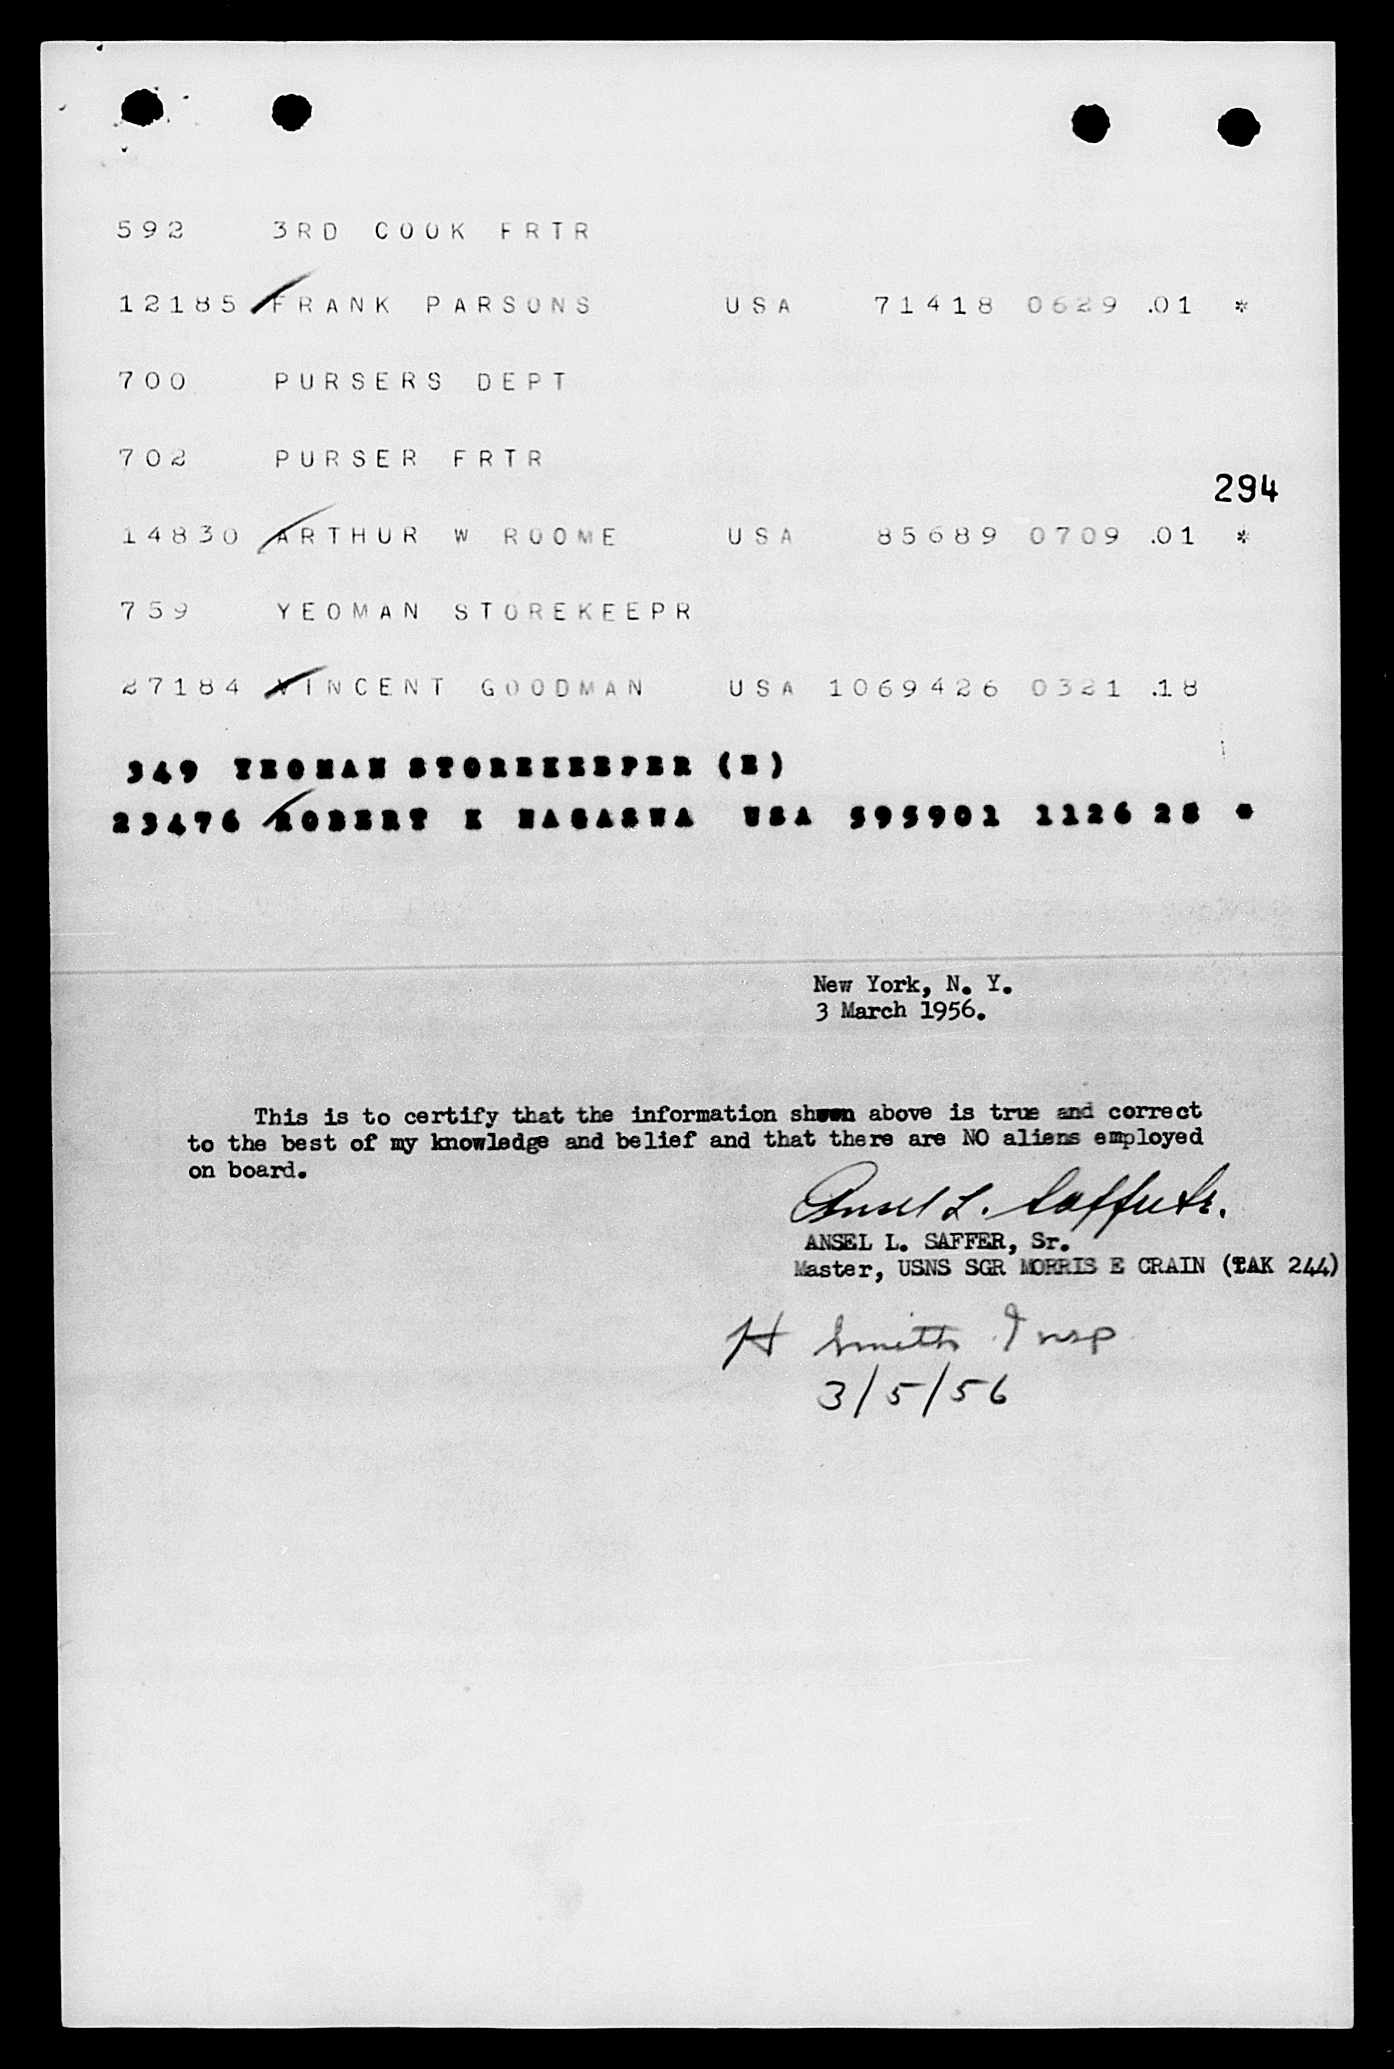 592 3RD COOK FRTR
12185 FRANK PARSONS USA 71418 0629 .01 *
700 PURSERS DEPT
702 PURSER FRTR
294
14830 ARTHUR W ROOME USA 85689 0709 .01 *
759 YEOMAN STOREKEEPR
27184 VINCENT GOODMAN USA 1069426 0321 .18
349 YEOMAN STOREKEEPER (E)
23476 ROBERT K USA 595901 1126 28 *
New York, N. Y.
3 March 1956.
This is to certify that the information shown above is true and correct
to the best of my knowledge and belief and that there are NO aliens employed
on board.
Ansel L. Saffer Sr.
ANSEL L. SAFFER, Sr.
Master, USNS SGR MORRIS E CRAIN (TAK 244)
H Smith Insp
3/5/56